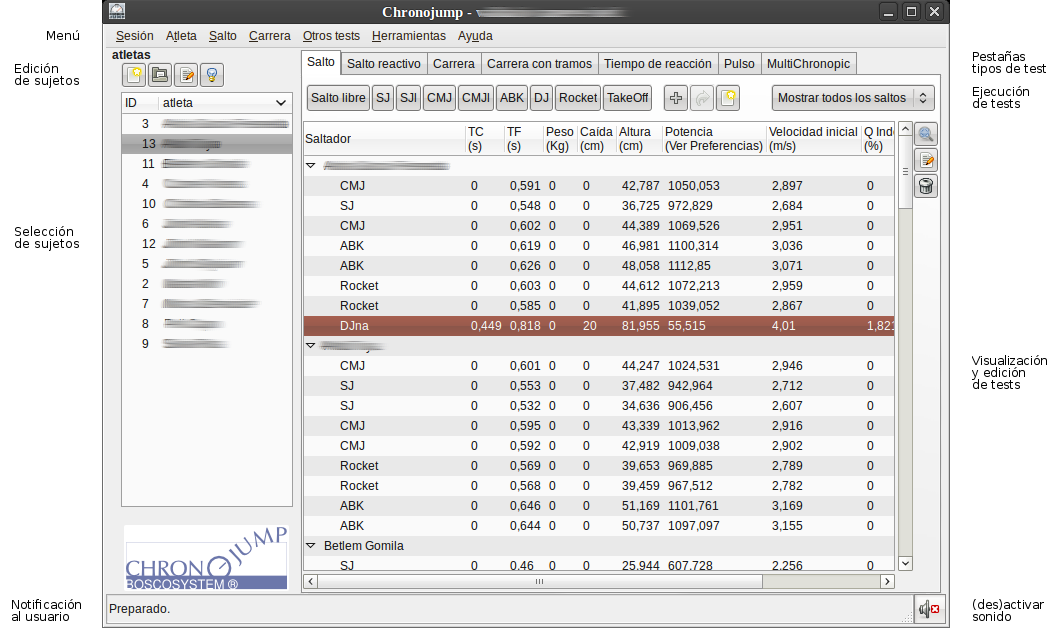 Chronojump -
Menú
Sesión Atleta Salto Carrera Otros tests Herramientas Ayuda
Edición
de sujetos
atletas
Salto Salto reactivo Carrera Carrera con tramos Tiempo de reacción Pulso MultiChronopic
Pestañas
tipos de test
Salto libre SJ SJl CMJ CMJl ABK DJ Rocket TakeOff Mostrar todos los saltos
Ejecución
de tests
ID atleta
3
13
11
4
10
6
12
5
2
7
8
9
Selección
de sujetos
Saltador TC (s) TF (s) Peso (Kg) Caída (cm) Altura (cm) Potencia (Ver Preferencias) Velocidad inicial (m/s) Q Ind (%)
CMJ 0 0,591 0 0 42,787 1050,053 2,897 0
SJ 0 0,548 0 0 36,725 972,829 2,684 0
CMJ 0 0,602 0 0 44,389 1069,526 2,951 0
ABK 0 0,619 0 0 46,981 1100,314 3,036 0
ABK 0 0,626 0 0 48,058 1112,85 3,071 0
Rocket 0 0,603 0 0 44,612 1072,213 2,959 0
Rocket 0 0,585 0 0 41,895 1039,052 2,867 0
DJna 0,449 0,818 0 20 81,955 55,515 4,01 1,821
CMJ 0 0,601 0 0 44,247 1024,531 2,946 0
SJ 0 0,553 0 0 37,482 942,964 2,712 0
SJ 0 0,532 0 0 34,636 906,456 2,607 0
CMJ 0 0,595 0 0 43,339 1013,962 2,916 0
CMJ 0 0,592 0 0 42,919 1009,038 2,902 0
Rocket 0 0,569 0 0 39,653 969,885 2,789 0
Rocket 0 0,568 0 0 39,459 967,512 2,782 0
ABK 0 0,646 0 0 51,169 1101,761 3,169 0
ABK 0 0,644 0 0 50,737 1097,097 3,155 0
Betlem Gomila
SJ 0 0.46 0 0 25.944 607.728 2.256 0
Visualización
y edición
de tests
CHRONOJUMP
BOSCOSYSTEM ®
Notificación
al usuario
Preparado.
(des)activar
sonido